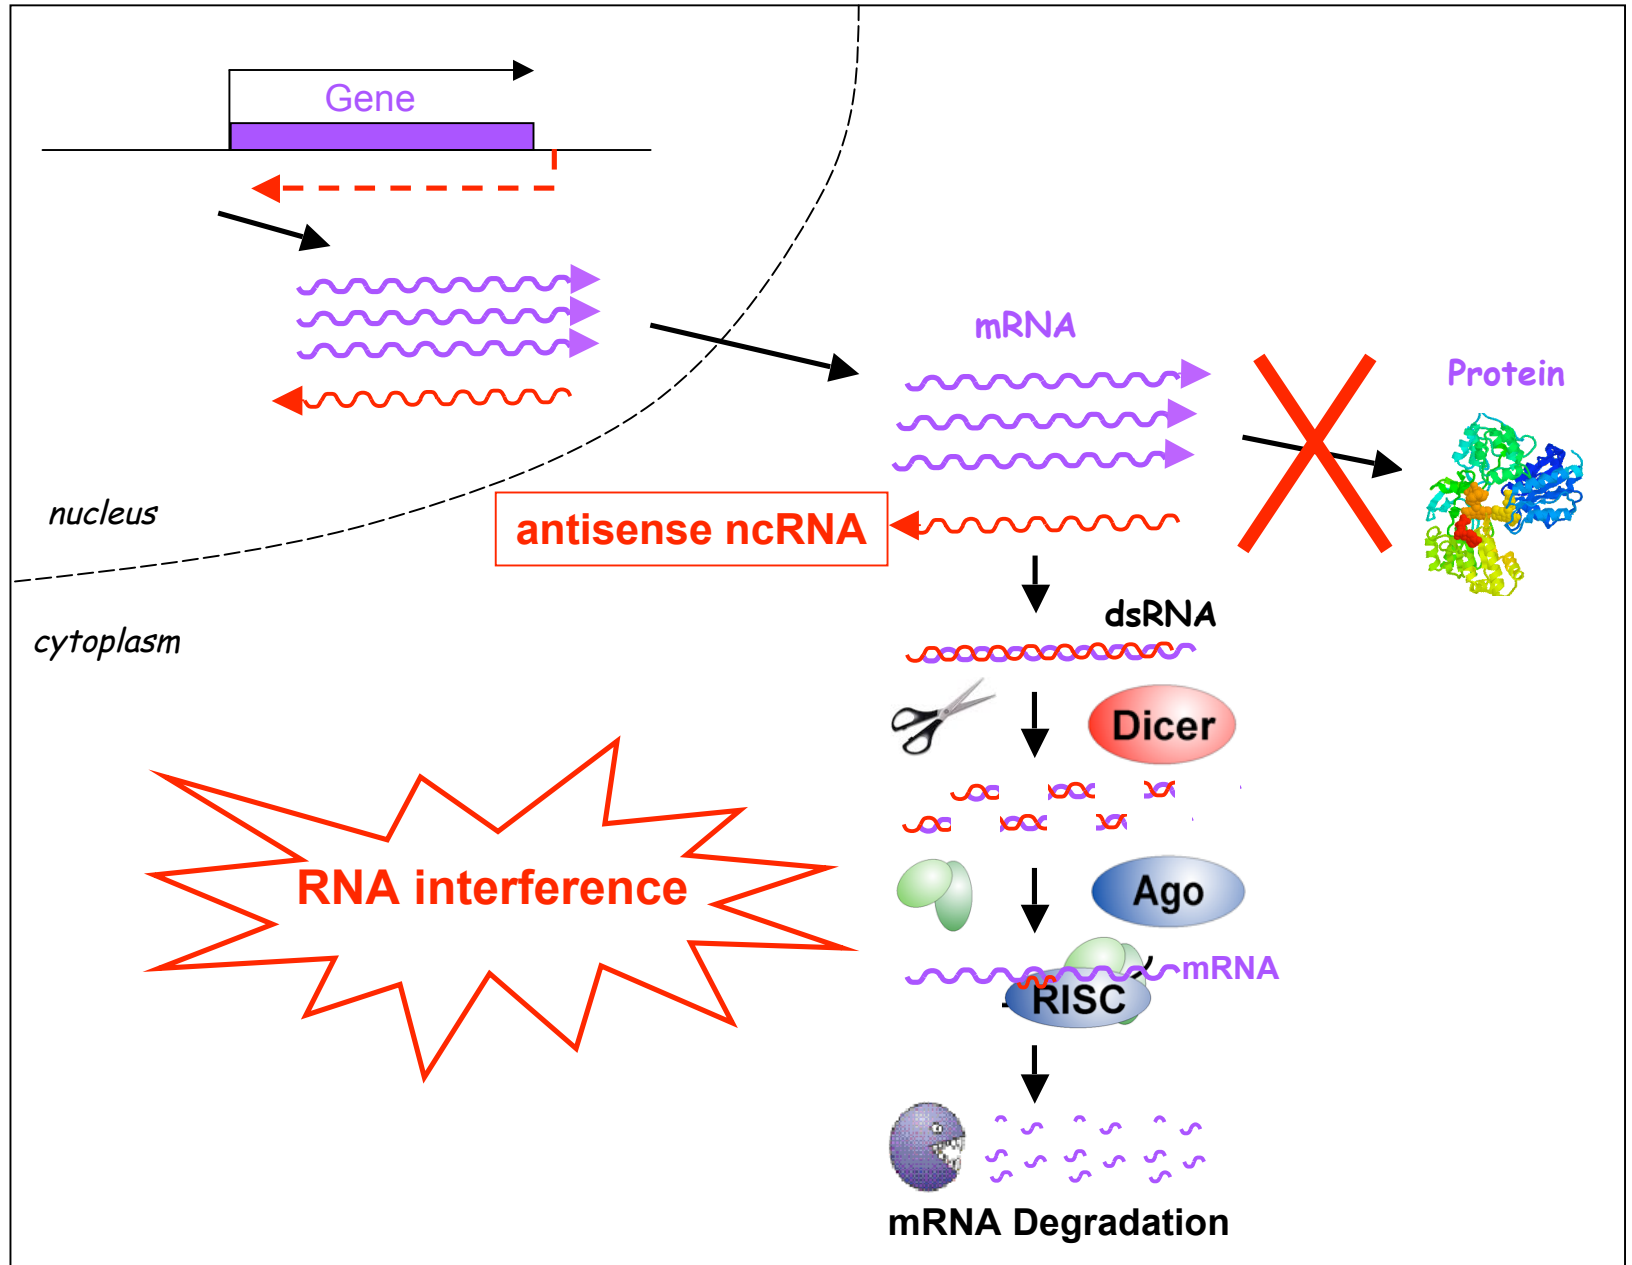 Gene
mRNA
Protein
nucleus
antisense ncRNA
dsRNA
cytoplasm
Dicer
RNA interference
Ago
mRNA
RISC
mRNA Degradation